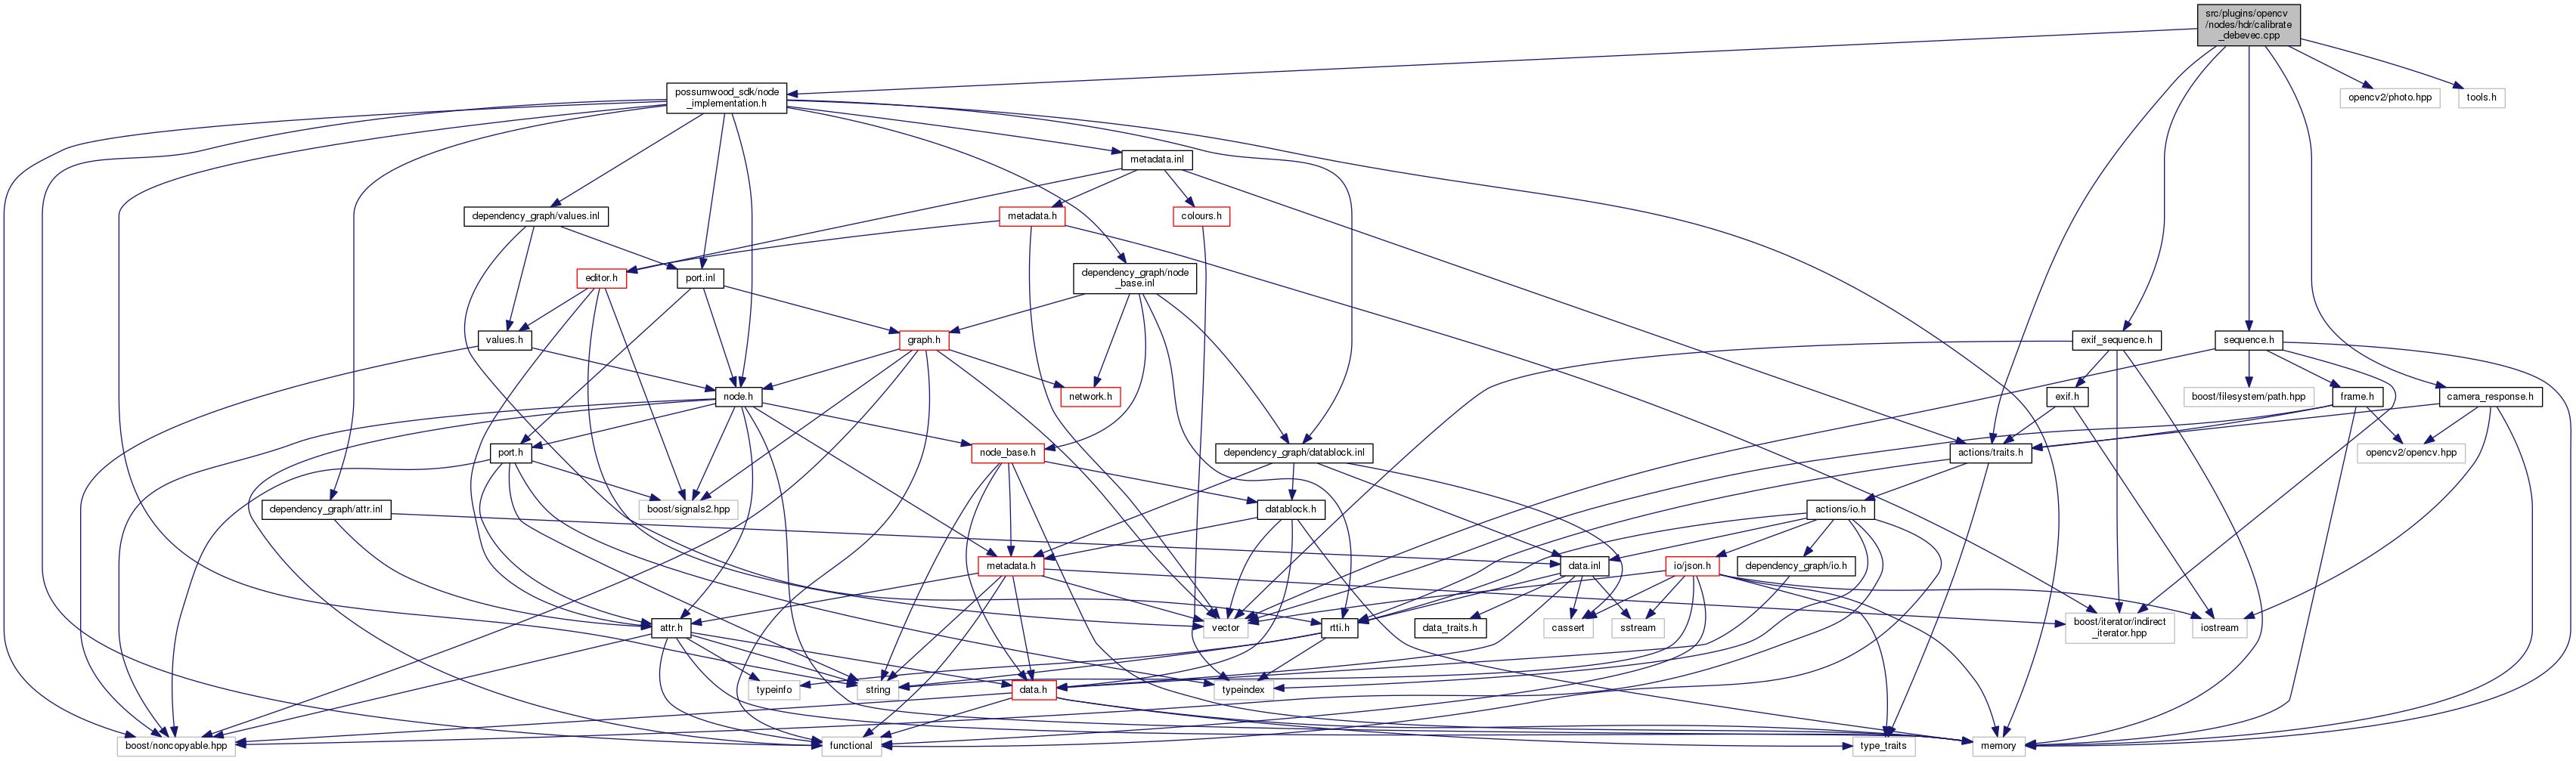 src/plugins/opencv
/nodes/hdr/calibrate
_debevec.cpp
possumwood_sdk/node
_implementation.h
opencv2/photo.hpp
tools.h
metadata.inl
dependency_graph/values.inl
metadata.h
colours.h
editor.h
port.inl
dependency_graph/node
_base.inl
values.h
graph.h
exif_sequence.h
sequence.h
node.h
network.h
exif.h
boost/filesystem/path.hpp
frame.h
camera_response.h
port.h
node_base.h
dependency_graph/datablock.inl
actions/traits.h
opencv2/opencv.hpp
dependency_graph/attr.inl
boost/signals2.hpp
datablock.h
actions/io.h
metadata.h
data.inl
io/json.h
dependency_graph/io.h
attr.h
vector
rtti.h
data_traits.h
cassert
sstream
boost/iterator/indirect
_iterator.hpp
iostream
typeinfo
string
data.h
typeindex
boost/noncopyable.hpp
functional
type_traits
memory